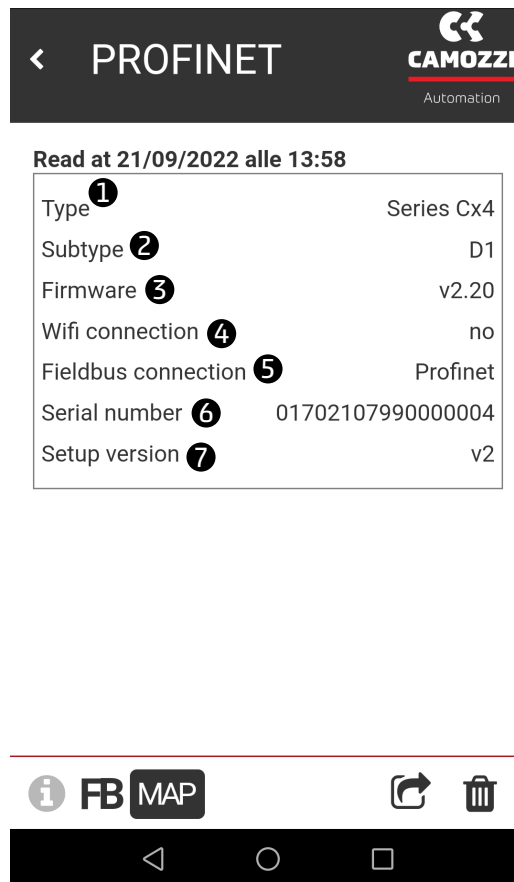 PROFINET
CAMOZZI
Automation
Read at 21/09/2022 alle 13:58
Type 1 Series Cx4
Subtype 2 D1
Firmware 3 v2.20
Wifi connection 4 no
Fieldbus connection 5 Profinet
Serial number 6 01702107990000004
Setup version 7 v2
i FB MAP